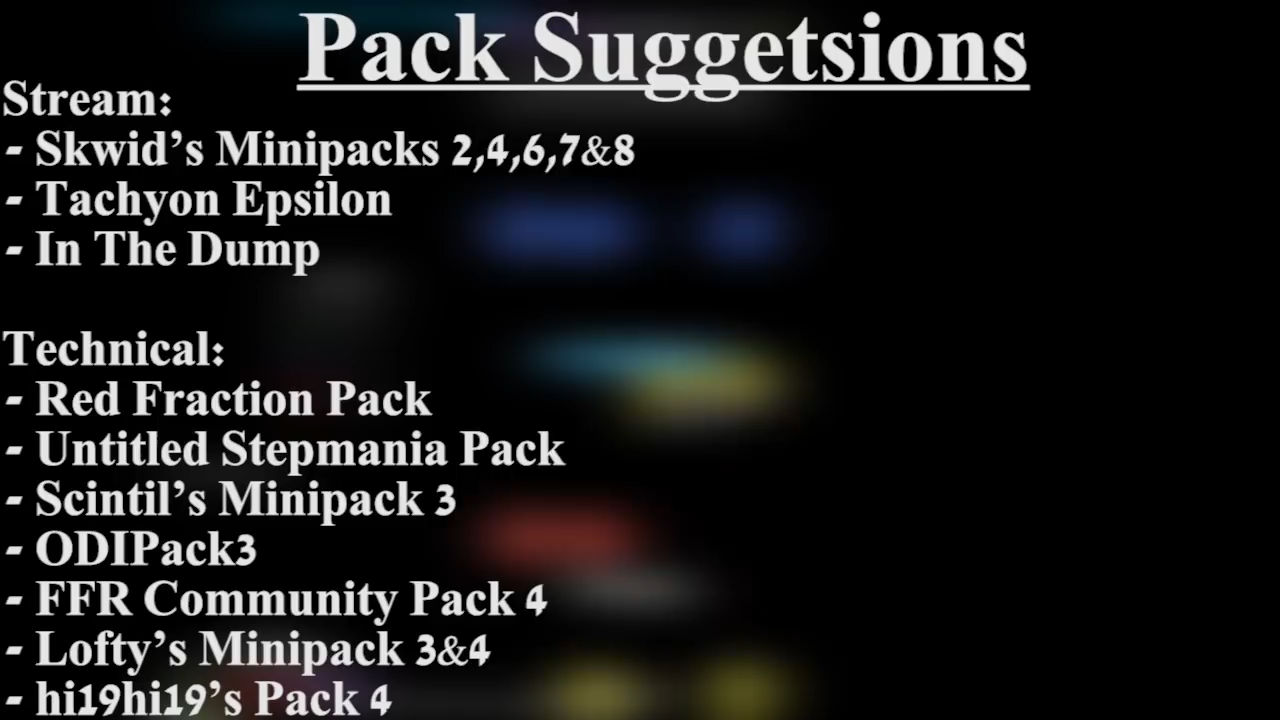 Pack Suggetsions
Stream:
- Skwid's Minipacks 2,4,6,7&8
- Tachyon Epsilon
- In The Dump
Technical:
- Red Fraction Pack
- Untitled Stepmania Pack
- Scintil's Minipack 3
- ODIPack3
- FFR Community Pack 4
- Lofty's Minipack 3&4
- hi19hi19's Pack 4